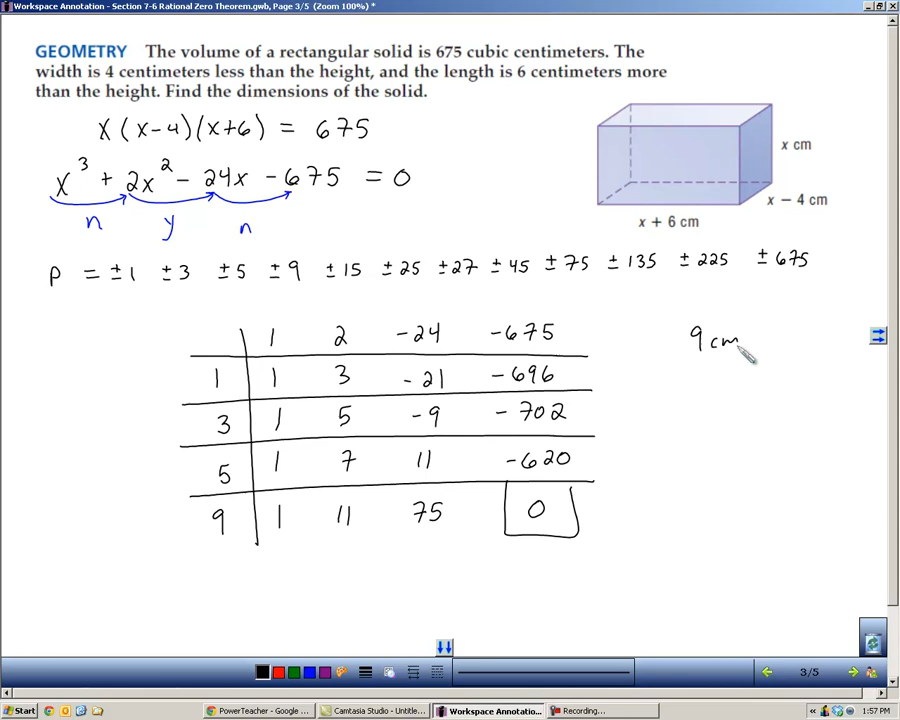 Workspace Annotation - Section 7-6 Rational Zero Theorem.gwb, Page 3/5 (Zoom 100%) *
GEOMETRY The volume of a rectangular solid is 675 cubic centimeters. The
width is 4 centimeters less than the height, and the length is 6 centimeters more
than the height. Find the dimensions of the solid.
x(x-4)(x+6) = 675
x³ + 2x² - 24x - 675 = 0
n y n
x cm
x − 4 cm
x + 6 cm
P = ±1 ±3 ±5 ±9 ±15 ±25 ±27 ±45 ±75 ±135 ±225 ±675
1 2 -24 -675
1 1 3 -21 -696
3 1 5 -9 -702
5 1 7 11 -620
9 1 11 75 0
9 cm
3/5
Start
PowerTeacher - Google ...
Camtasia Studio - Untitle...
Workspace Annotation...
Recording...
1:57 PM